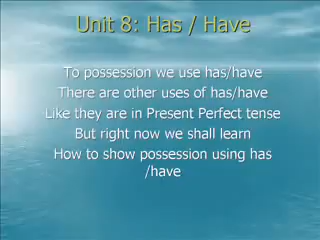 Unit 8: Has / Have
To possession we use has/have
There are other uses of has/have
Like they are in Present Perfect tense
But right now we shall learn
How to show possession using has
/have